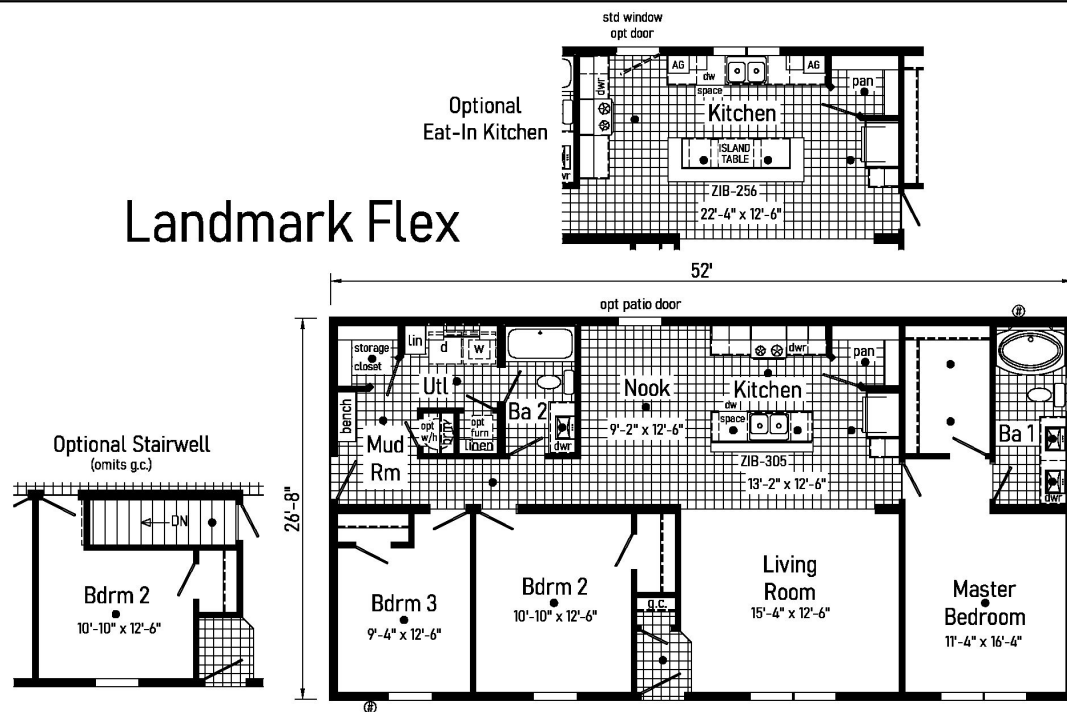 std window
opt door
AG
dw
space
AG
pan
dwr
Kitchen
Optional
Eat-In Kitchen
ISLAND
TABLE
dwr
ZIB-256
22'-4" x 12'-6"
Landmark Flex
52'
opt patio door
#
storage
closet
lin
d
w
dwr
pan
Utl
Nook
Kitchen
bench
Ba 2
9'-2" x 12'-6"
dw
space
Ba 1
opt
w/h
opt
furn
linen
dwr
Mud
Rm
ZIB-305
13'-2" x 12'-6"
dwr
Optional Stairwell
(omits g.c.)
26'-8"
DN
Bdrm 2
10'-10" x 12'-6"
Bdrm 3
9'-4" x 12'-6"
Bdrm 2
10'-10" x 12'-6"
g.c.
Living
Room
15'-4" x 12'-6"
Master
Bedroom
11'-4" x 16'-4"
#